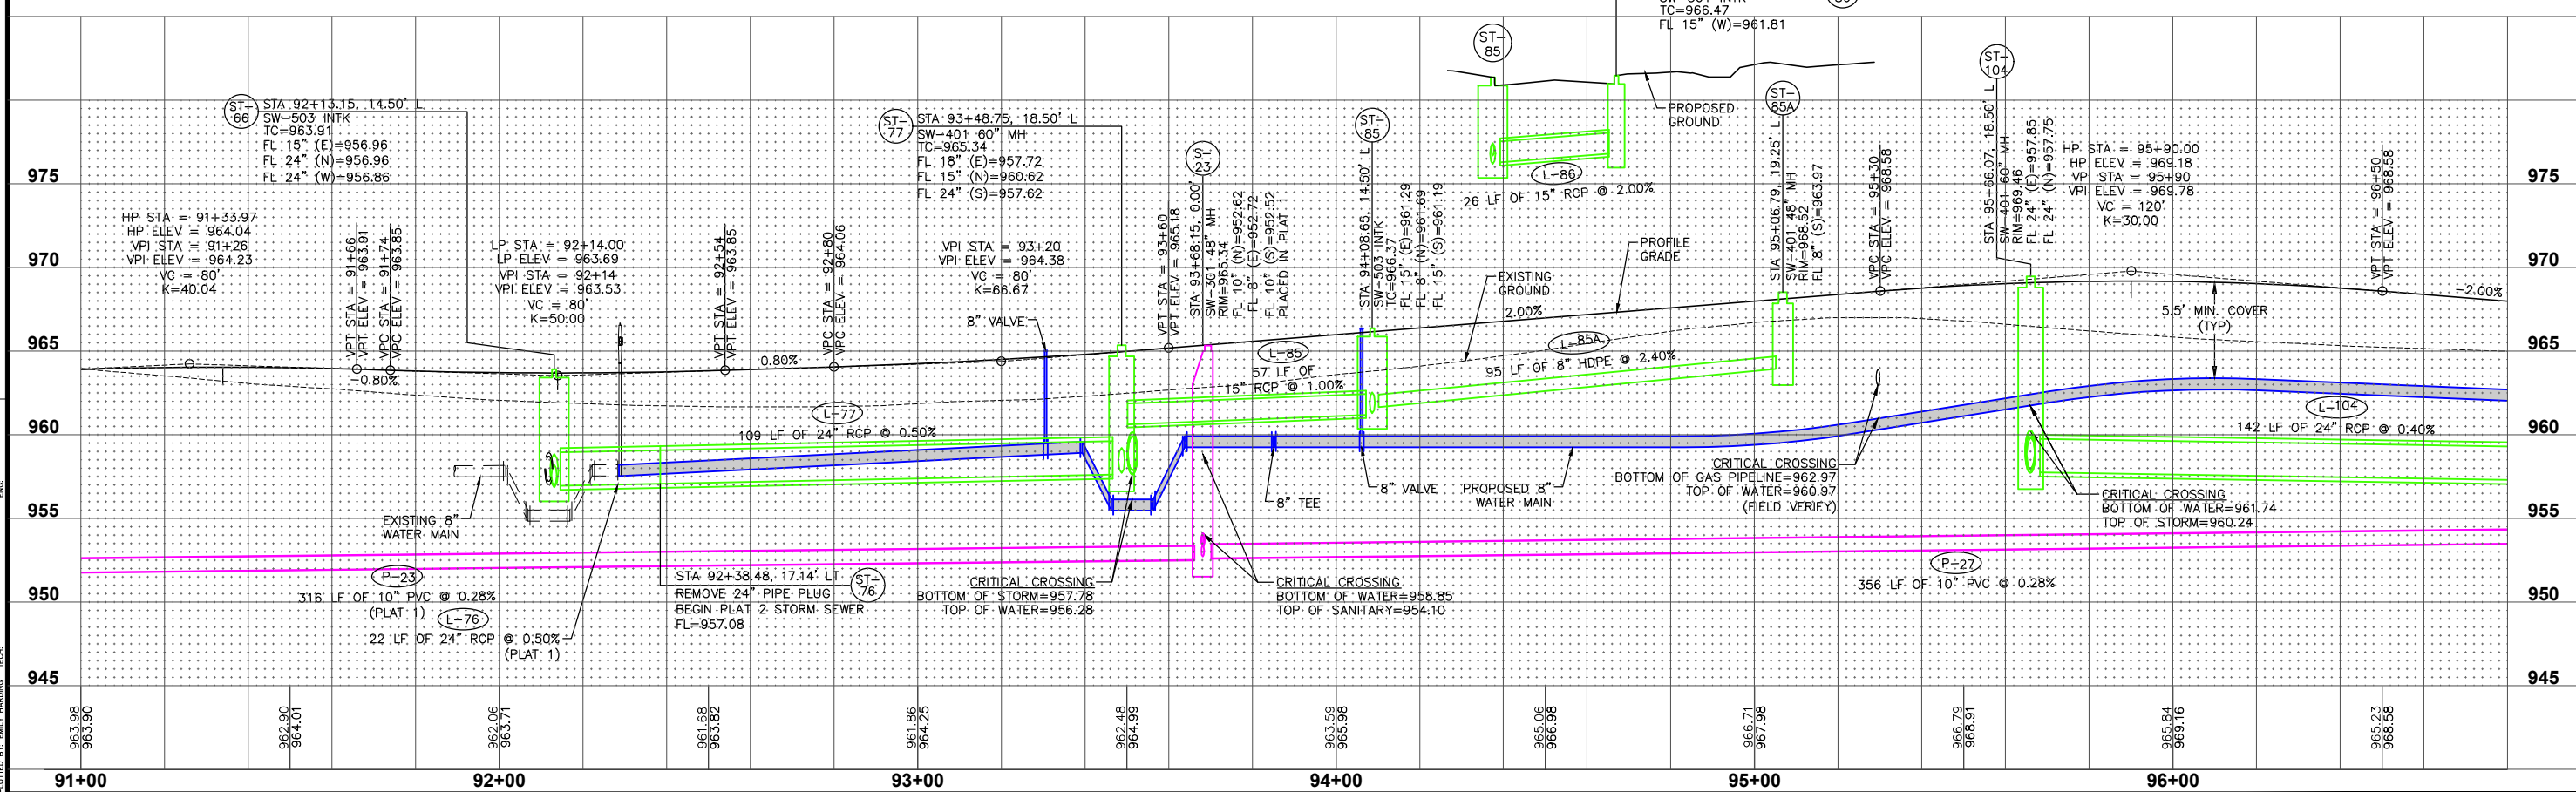 TC=966.47
FL 15" (W)=961.81
ST-
85
ST-
104
ST-
66
STA 92+13.15, 14.50' L
SW-503 INTK
TC=963.91
FL 15" (E)=956.96
FL 24" (N)=956.96
FL 24" (W)=956.86
ST-
77
STA 93+48.75, 18.50' L
SW-401 60" MH
TC=965.34
FL 18" (E)=957.72
FL 15" (N)=960.62
FL 24" (S)=957.62
S-
23
STA 93+68.15, 0.00'
SW-301 48" MH
RIM=965.34
FL 10" (N)=952.62
FL 8" (E)=952.72
FL 10" (S)=952.52
PLACED IN PLAT 1
ST-
85
STA 94+08.65, 14.50' L
SW-503 INTK
TC=966.37
FL 15" (E)=961.29
FL 8" (N)=961.69
FL 15" (S)=961.19
PROPOSED
GROUND
L-86
26 LF OF 15" RCP @ 2.00%
ST-
85A
STA 95+06.79, 19.25' L
SW-401 48" MH
RIM=968.52
FL 8" (S)=963.97
VPC STA = 95+30
VPC ELEV = 968.58
STA 95+66.07, 18.50' L
SW-401 60" MH
RIM=969.46
FL 24" (E)=957.85
FL 24" (N)=957.75
HP STA = 95+90.00
HP ELEV = 969.18
VPI STA = 95+90
VPI ELEV = 969.78
VC = 120'
K=30.00
VPT STA = 96+50
VPT ELEV = 968.58
975
975
HP STA = 91+33.97
HP ELEV = 964.04
VPI STA = 91+26
VPI ELEV = 964.23
VC = 80'
K=40.04
VPT STA = 91+66
VPT ELEV = 963.91
VPC STA = 91+74
VPC ELEV = 963.85
LP STA = 92+14.00
LP ELEV = 963.69
VPI STA = 92+14
VPI ELEV = 963.53
VC = 80'
K=50.00
VPT STA = 92+54
VPT ELEV = 963.85
VPC STA = 92+80
VPC ELEV = 964.06
VPI STA = 93+20
VPI ELEV = 964.38
VC = 80'
K=66.67
VPT STA = 93+60
VPT ELEV = 965.18
PROFILE
GRADE
EXISTING
GROUND
970
970
8" VALVE
2.00%
-2.00%
5.5' MIN. COVER
(TYP)
965
965
-0.80%
0.80%
L-85
57 LF OF
15" RCP @ 1.00%
L-85A
95 LF OF 8" HDPE @ 2.40%
L-77
109 LF OF 24" RCP @ 0.50%
L-104
142 LF OF 24" RCP @ 0.40%
960
960
EXISTING 8"
WATER MAIN
8" TEE
8" VALVE
PROPOSED 8"
WATER MAIN
CRITICAL CROSSING
BOTTOM OF GAS PIPELINE=962.97
TOP OF WATER=960.97
(FIELD VERIFY)
CRITICAL CROSSING
BOTTOM OF WATER=961.74
TOP OF STORM=960.24
955
955
P-23
316 LF OF 10" PVC @ 0.28%
(PLAT 1)
L-76
22 LF OF 24" RCP @ 0.50%
(PLAT 1)
STA 92+38.48, 17.14' LT
REMOVE 24" PIPE PLUG
BEGIN PLAT 2 STORM SEWER
FL=957.08
ST-
76
CRITICAL CROSSING
BOTTOM OF STORM=957.78
TOP OF WATER=956.28
CRITICAL CROSSING
BOTTOM OF WATER=958.85
TOP OF SANITARY=954.10
P-27
356 LF OF 10" PVC @ 0.28%
950
950
945
945
963.98
963.90
962.90
964.01
962.06
963.71
961.68
963.82
961.86
964.25
962.48
964.99
963.59
965.98
965.06
966.98
966.71
967.98
966.79
968.91
965.84
969.16
965.23
968.58
91+00
92+00
93+00
94+00
95+00
96+00